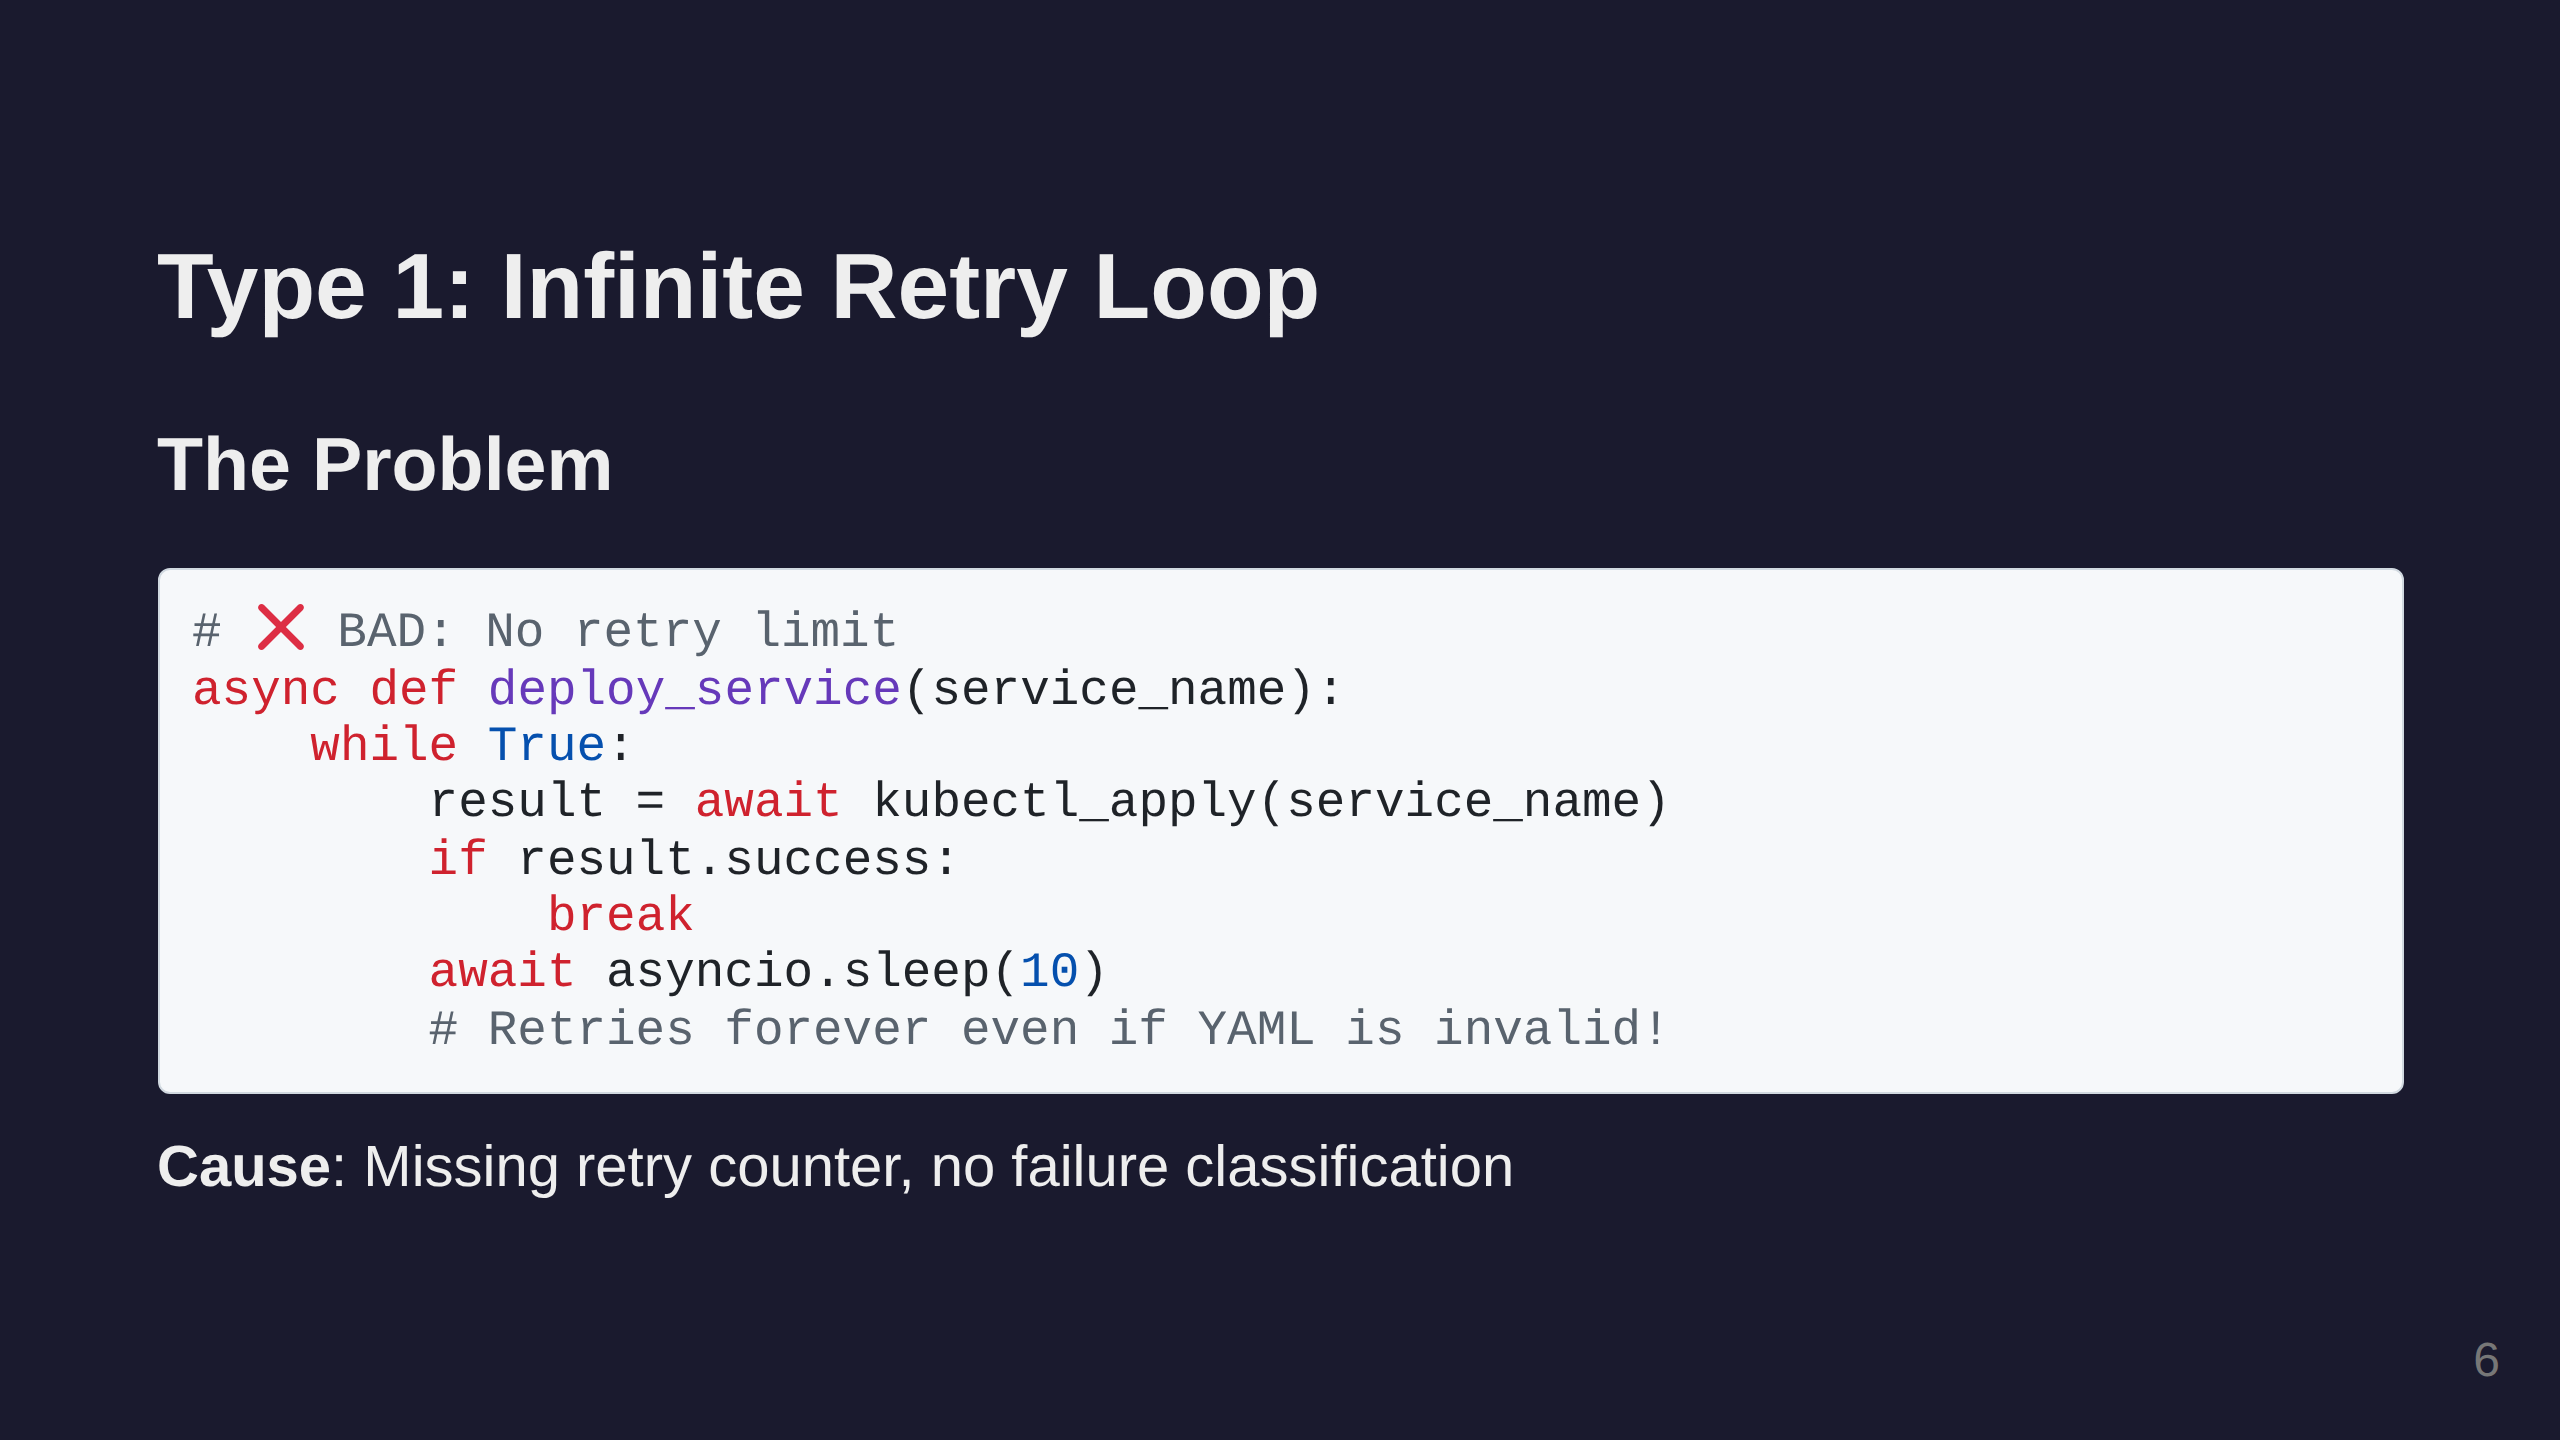 Type 1: Infinite Retry Loop
The Problem
# ❌ BAD: No retry limit
async def deploy_service(service_name):
    while True:
        result = await kubectl_apply(service_name)
        if result.success:
            break
        await asyncio.sleep(10)
        # Retries forever even if YAML is invalid!
Cause: Missing retry counter, no failure classification
6